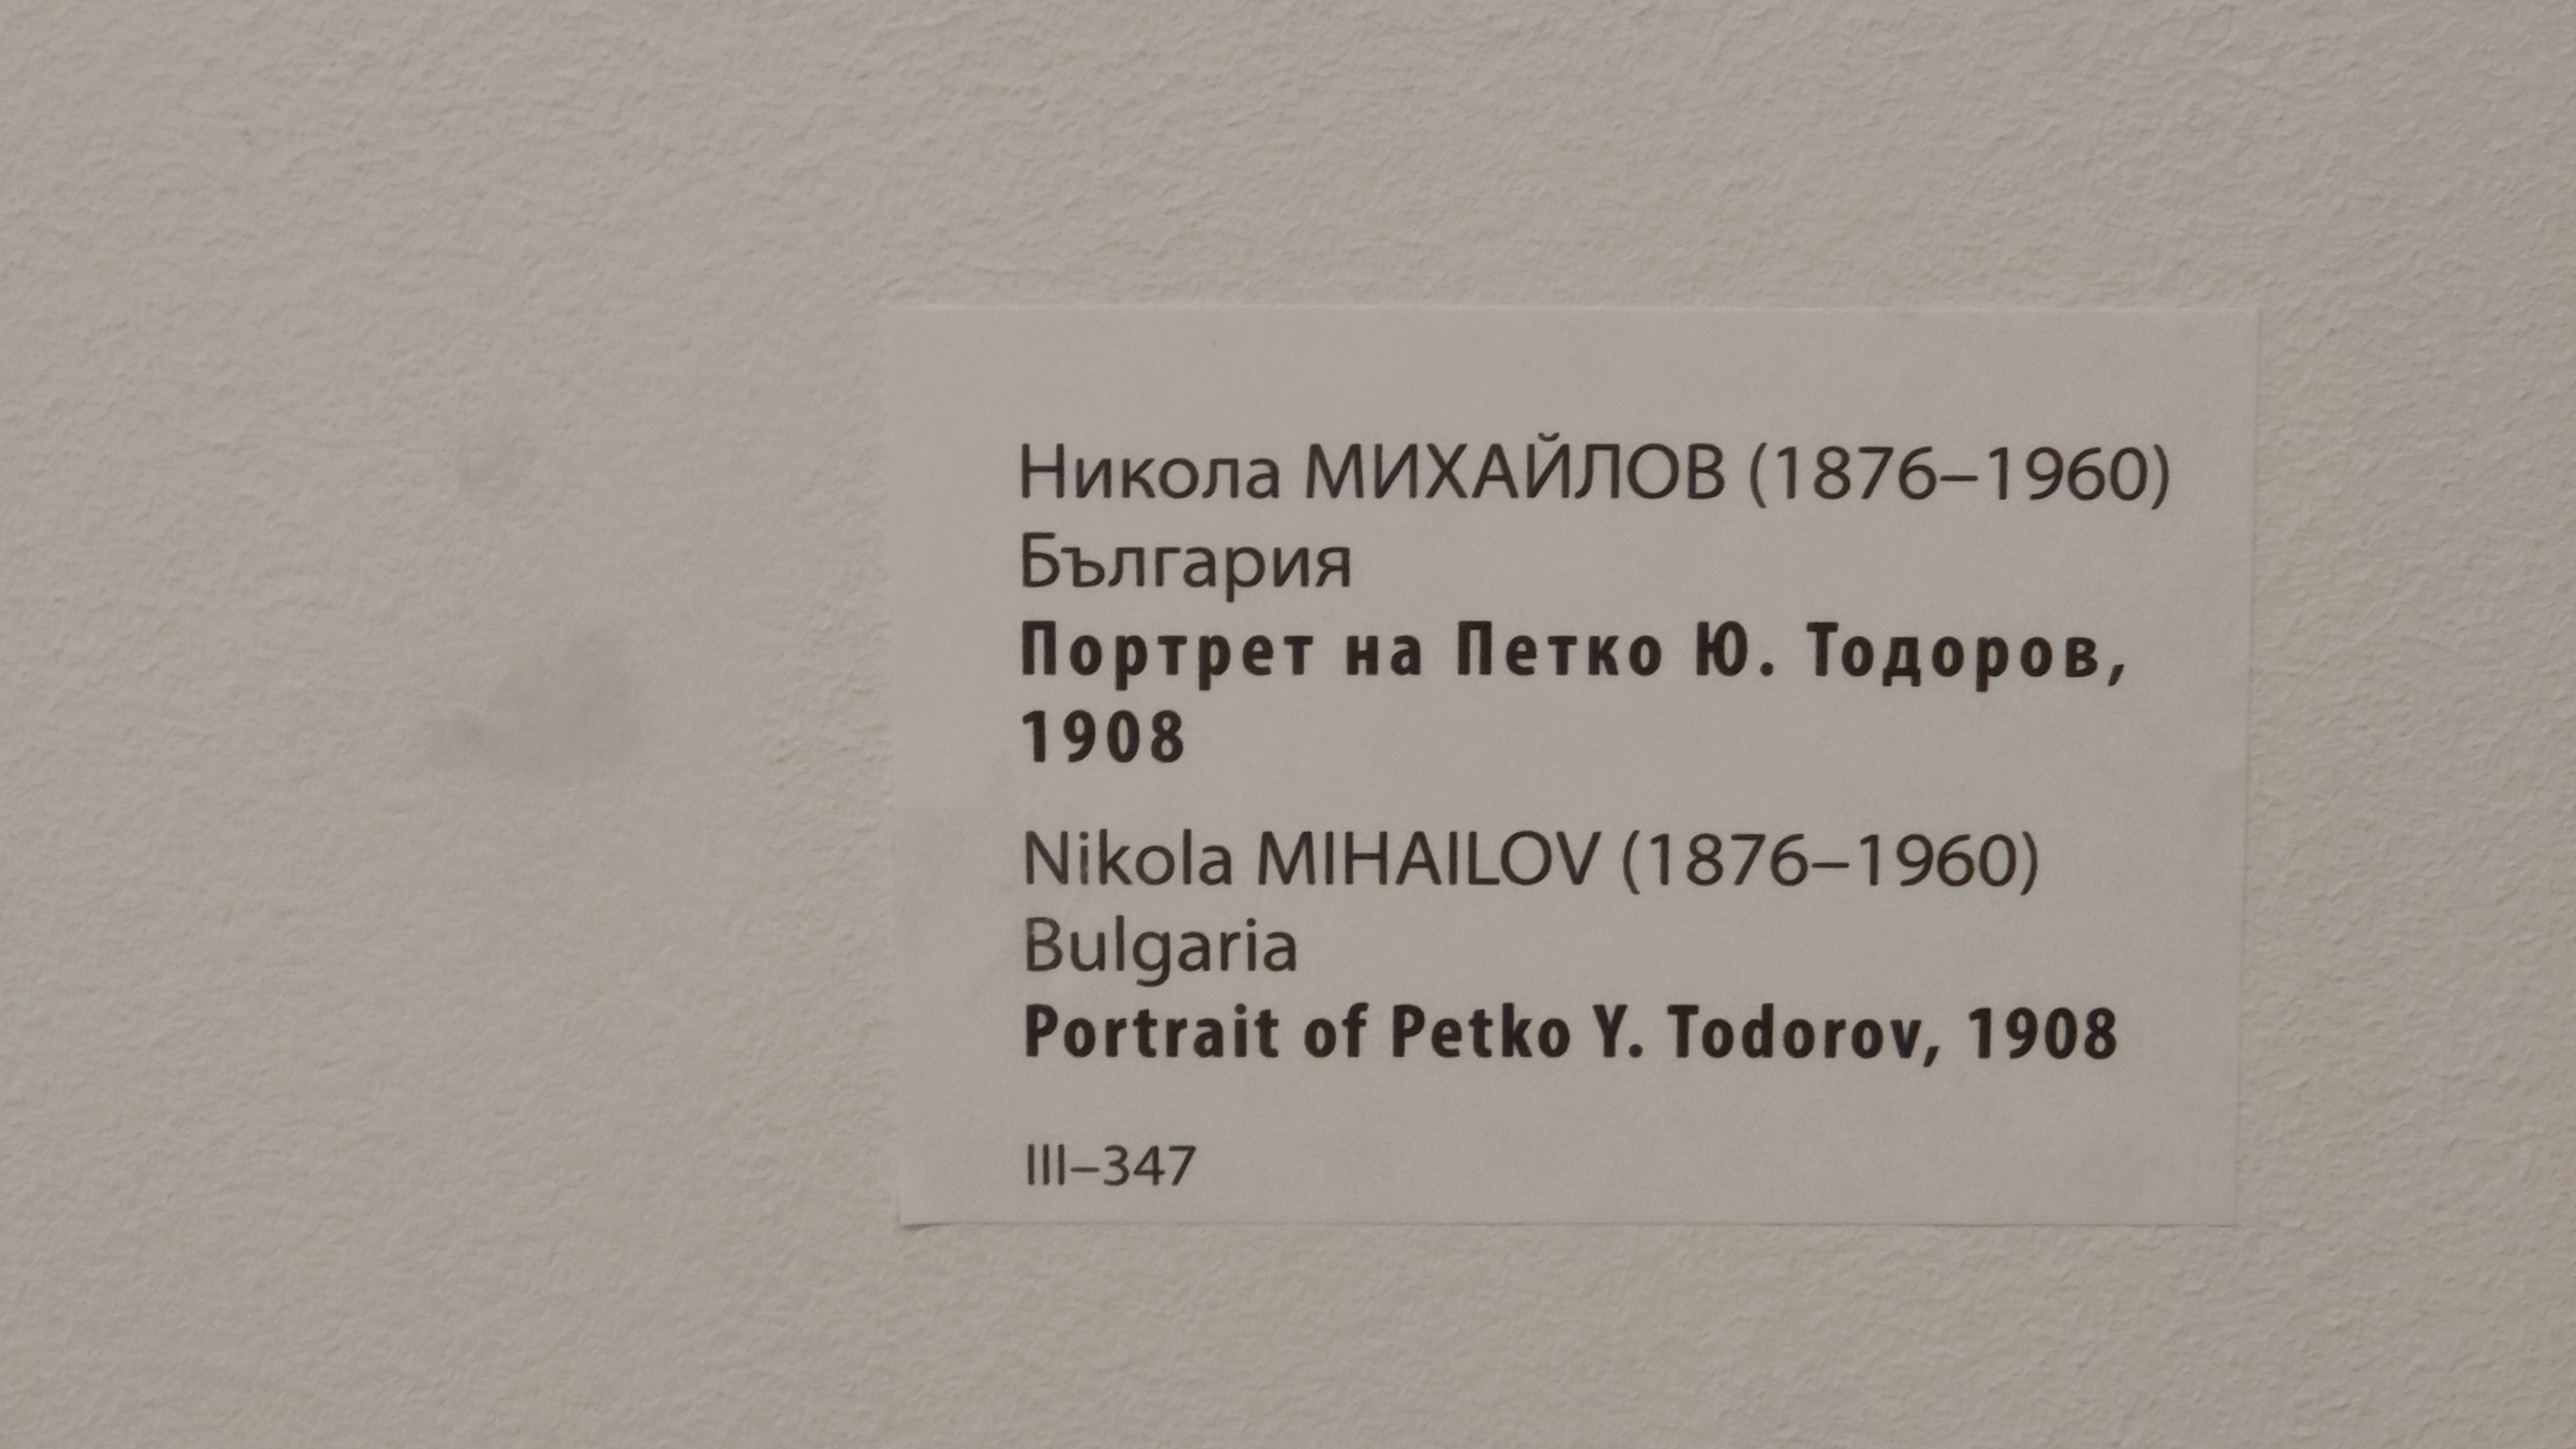 Никола МИХАЙЛОВ (1876–1960)
България
Портрет на Петко Ю. Тодоров,
1908
Nikola MIHAILOV (1876–1960)
Bulgaria
Portrait of Petko Y. Todorov, 1908
III–347